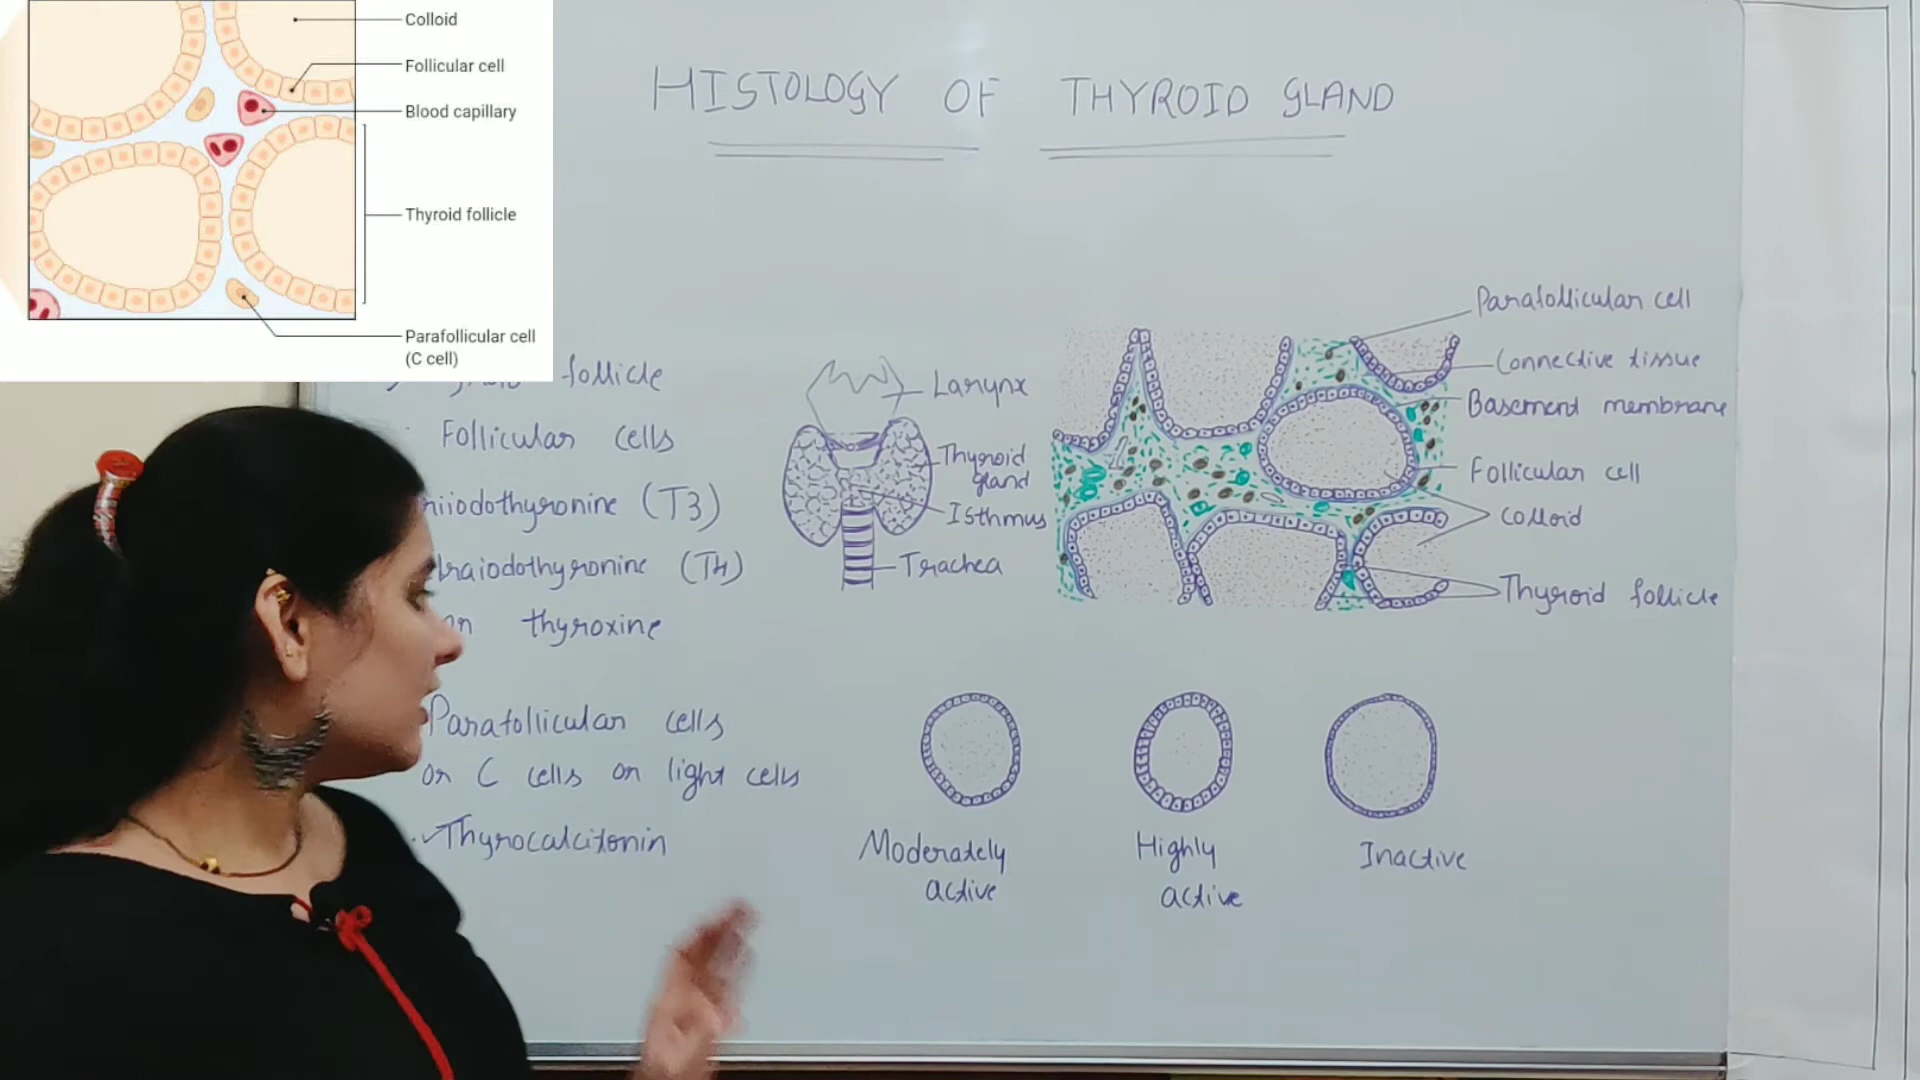 Colloid
Follicular cell
Blood capillary
Thyroid follicle
Parafollicular cell
(C cell)
HISTOLOGY OF THYROID GLAND
follicle
Follicular cells
(T3)
(T4)
thyroxine
Parafollicular cells
or C cells or light cells
Thyrocalcitonin
Larynx
Thyroid
gland
Isthmus
Trachea
Parafollicular cell
Connective tissue
Basement membrane
Follicular cell
Colloid
Thyroid follicle
Moderately
active
Highly
active
Inactive